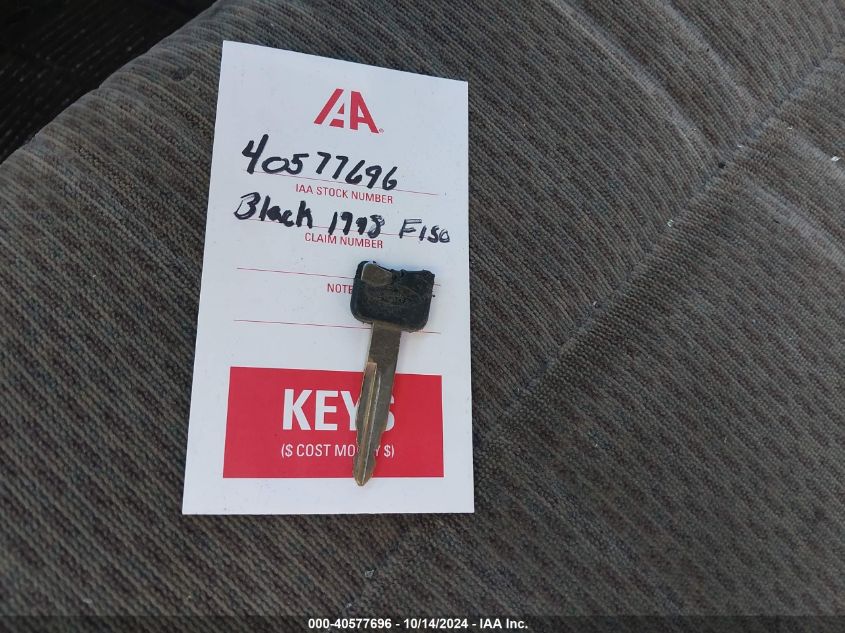 IAA
40577696
IAA STOCK NUMBER
Black 1998 F150
CLAIM NUMBER
NOTE
KEYS
($ COST MONEY $)
000-40577696 - 10/14/2024 - IAA Inc.